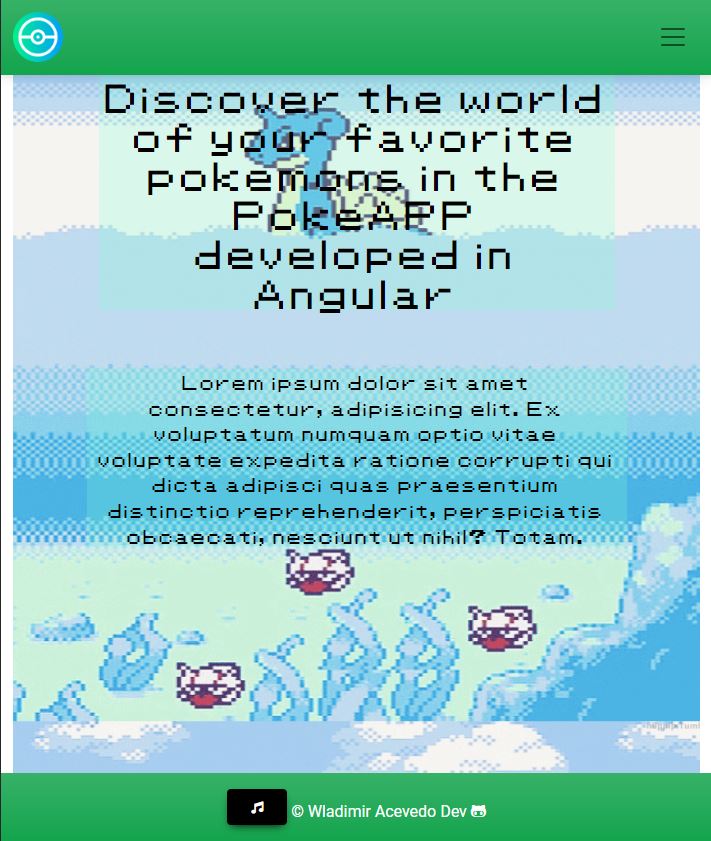 Discover the world
of your favorite
pokemons in the
PokeAPP
developed in
Angular
Lorem ipsum dolor sit amet
consectetur, adipisicing elit. Ex
voluptatum numquam optio vitae
voluptate expedita ratione corrupti qui
dicta adipisci quas praesentium
distinctio reprehenderit, perspiciatis
obcaecati, nesciunt ut nihil? Totam.
© Wladimir Acevedo Dev